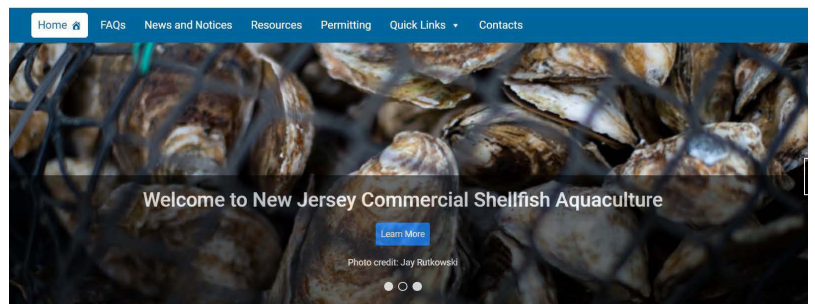 Home FAQs News and Notices Resources Permitting Quick Links Contacts
Welcome to New Jersey Commercial Shellfish Aquaculture
Learn More
Photo credit: Jay Rutkowski